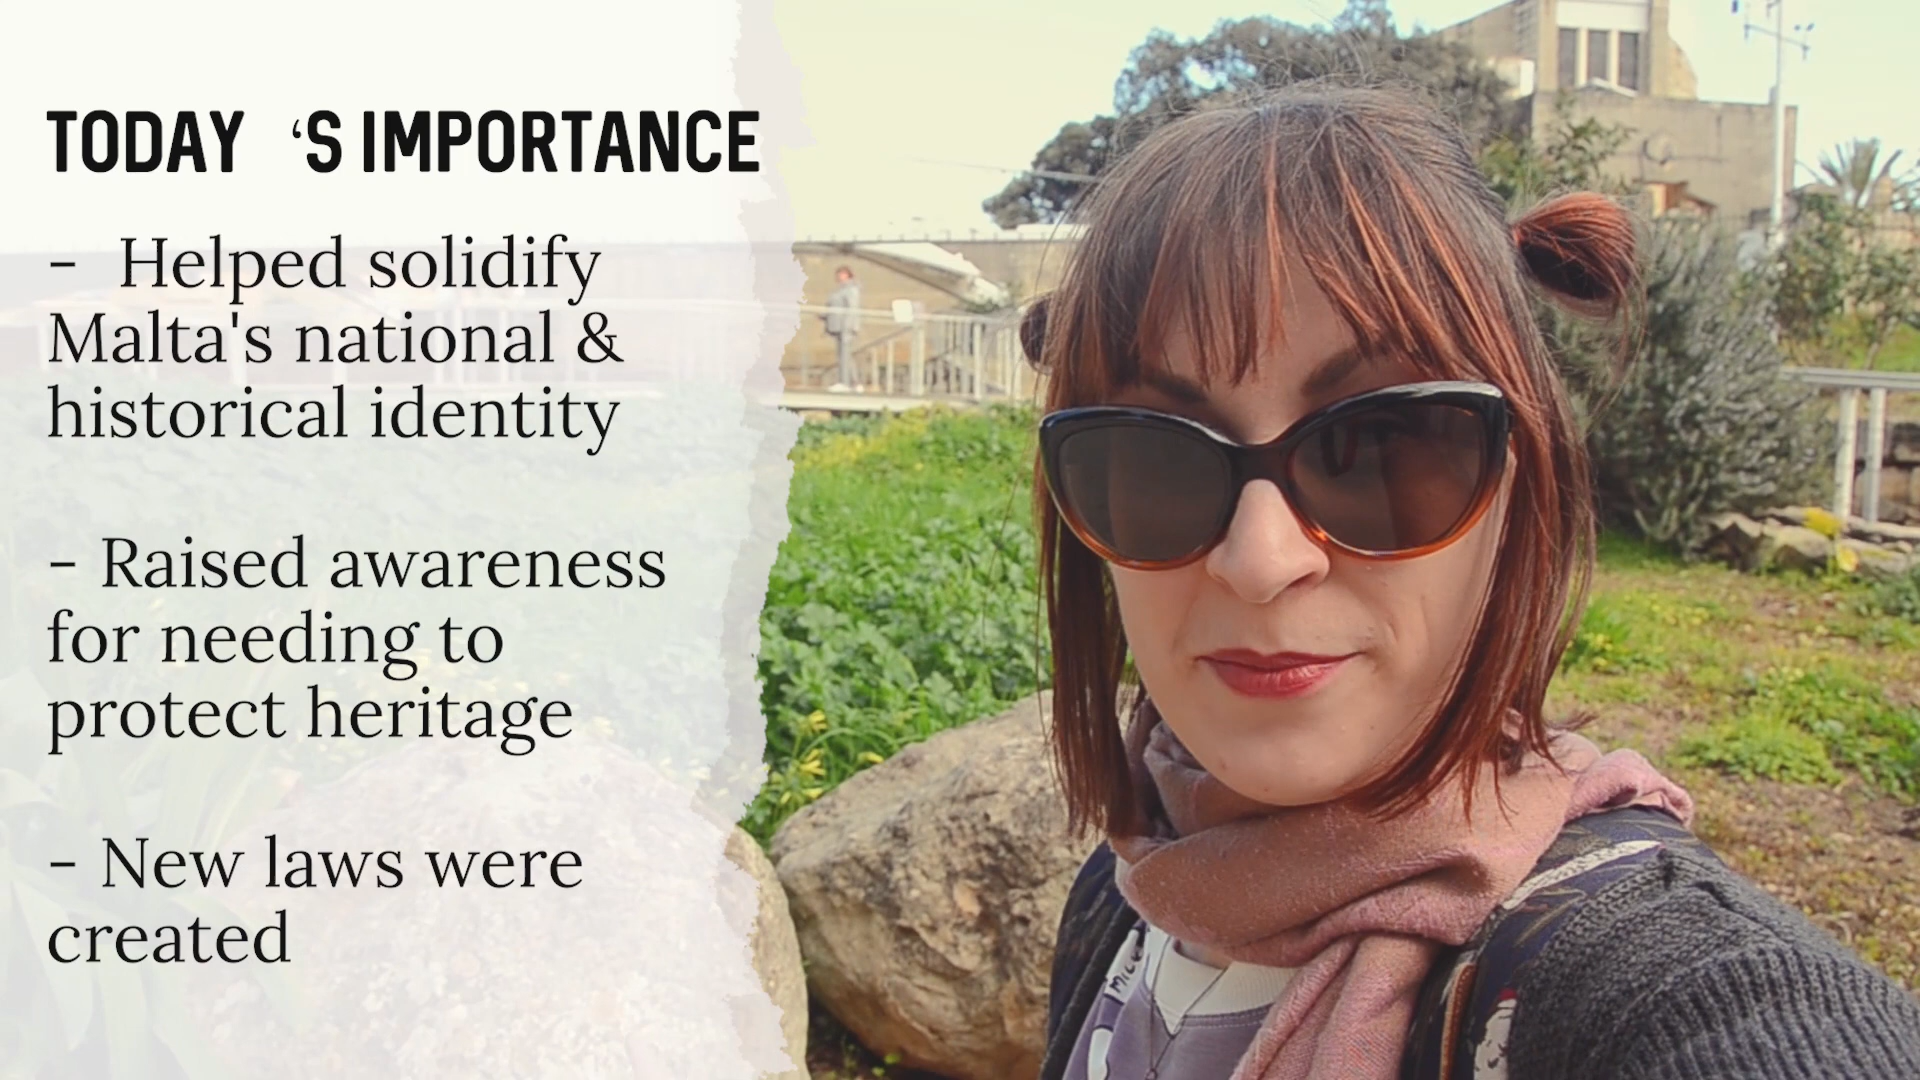 TODAY ‘S IMPORTANCE
- Helped solidify
Malta's national &
historical identity
- Raised awareness
for needing to
protect heritage
- New laws were
created